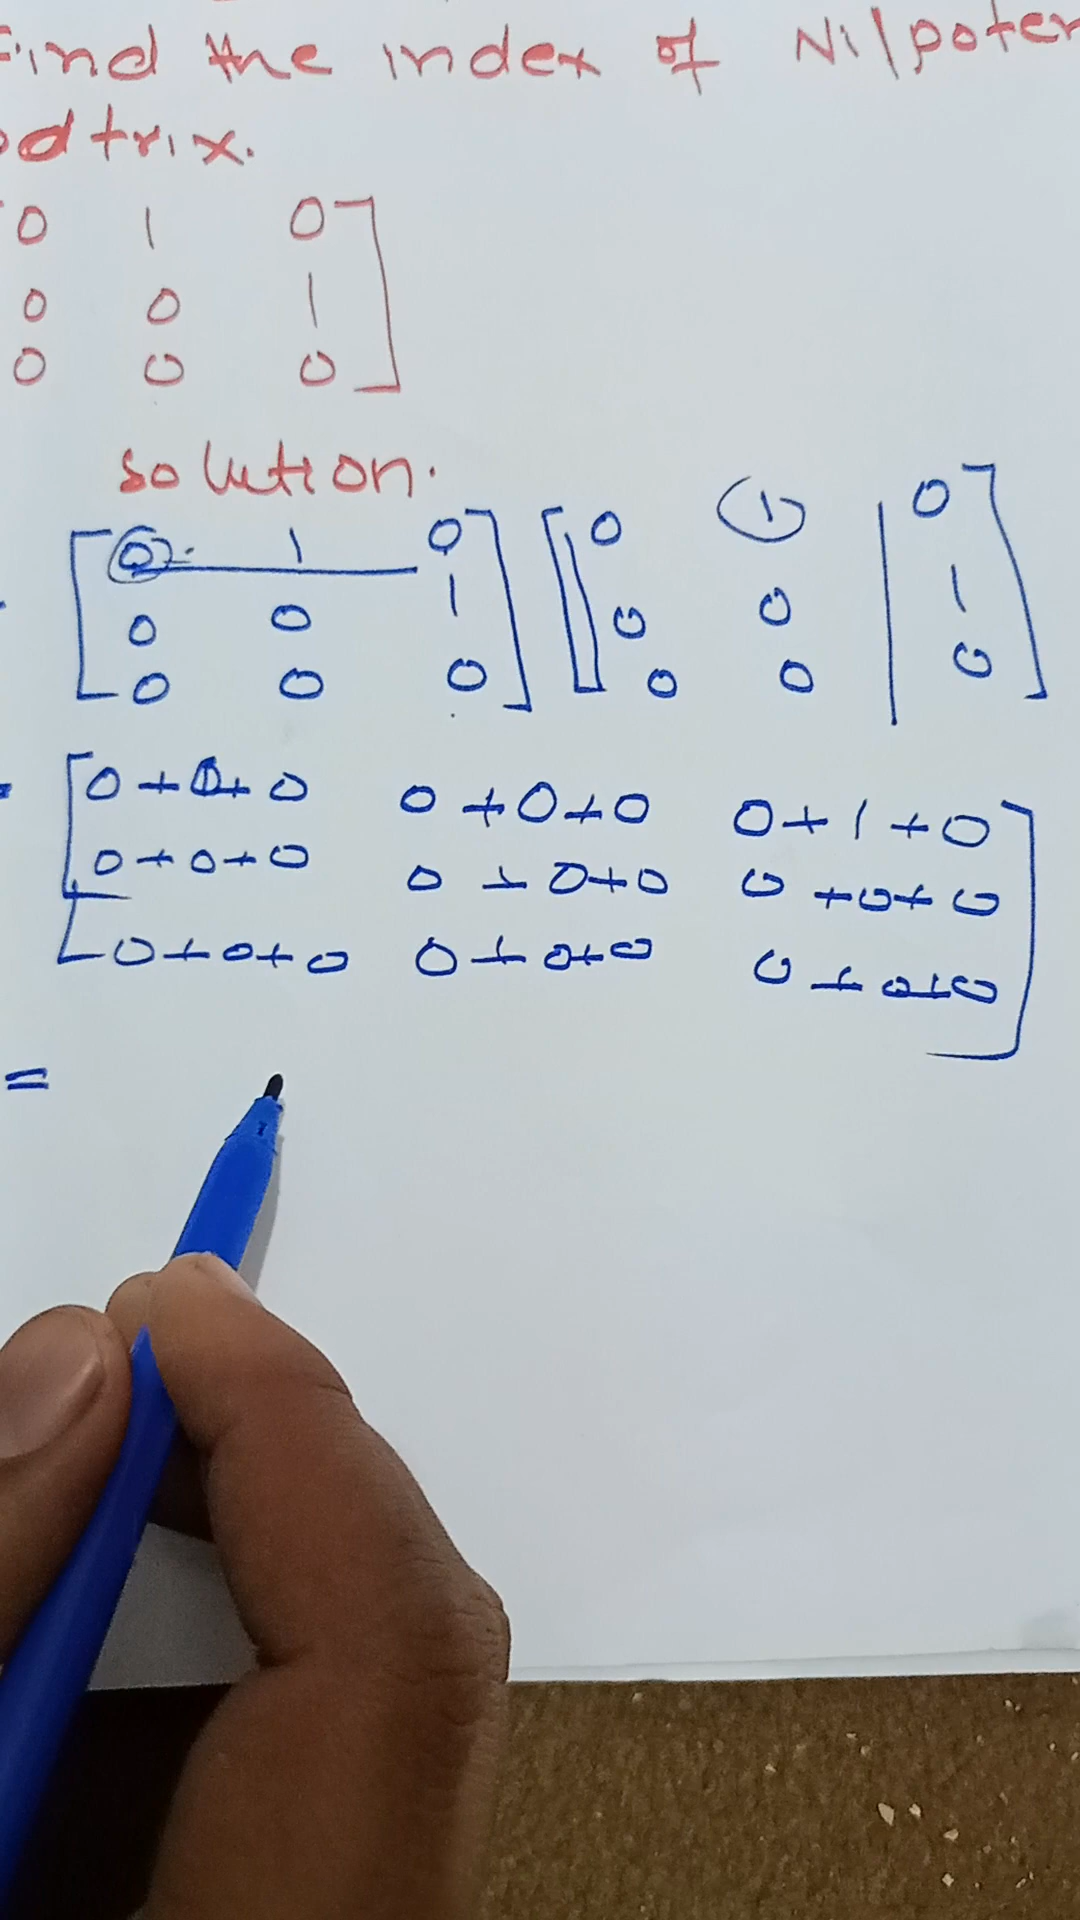 Find the index of Nilpoten
matrix.
0 1 0
0 0 1
0 0 0
solution.
0 1 0 0 1 0
0 0 1 0 0 1
0 0 0 0 0 0
= 0+0+0 0+0+0 0+1+0
0+0+0 0+0+0 0+0+0
0+0+0 0+0+0 0+0+0
=